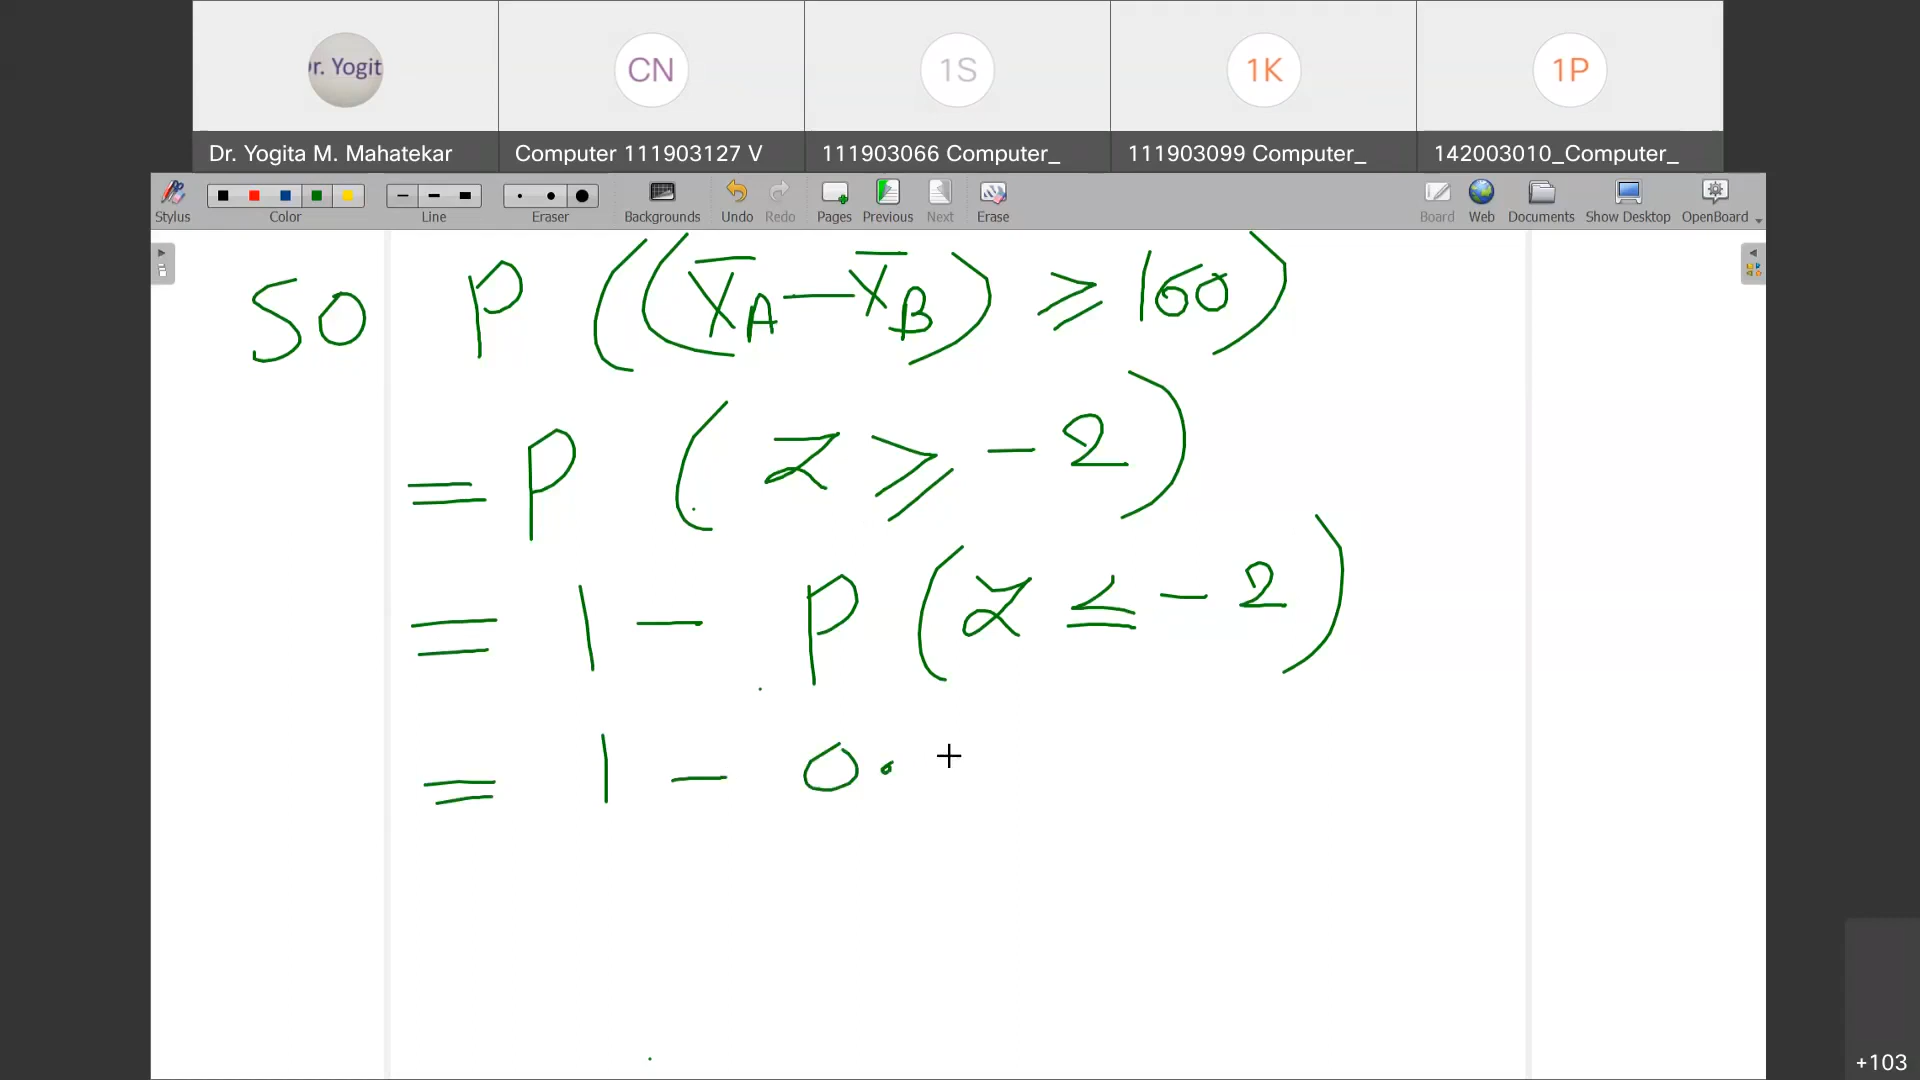 r. Yogit
CN
1S
1K
1P
Dr. Yogita M. Mahatekar
Computer 111903127 V
111903066 Computer_
111903099 Computer_
142003010_Computer_
Stylus
Color
Line
Eraser
Backgrounds
Undo
Redo
Pages
Previous
Next
Erase
Board
Web
Documents
Show Desktop
OpenBoard
SO P ((X̅A – X̅B) ≥ 160)
= P (Z ≥ -2)
= 1 - P (Z ≤ -2)
= 1 - 0.
+103